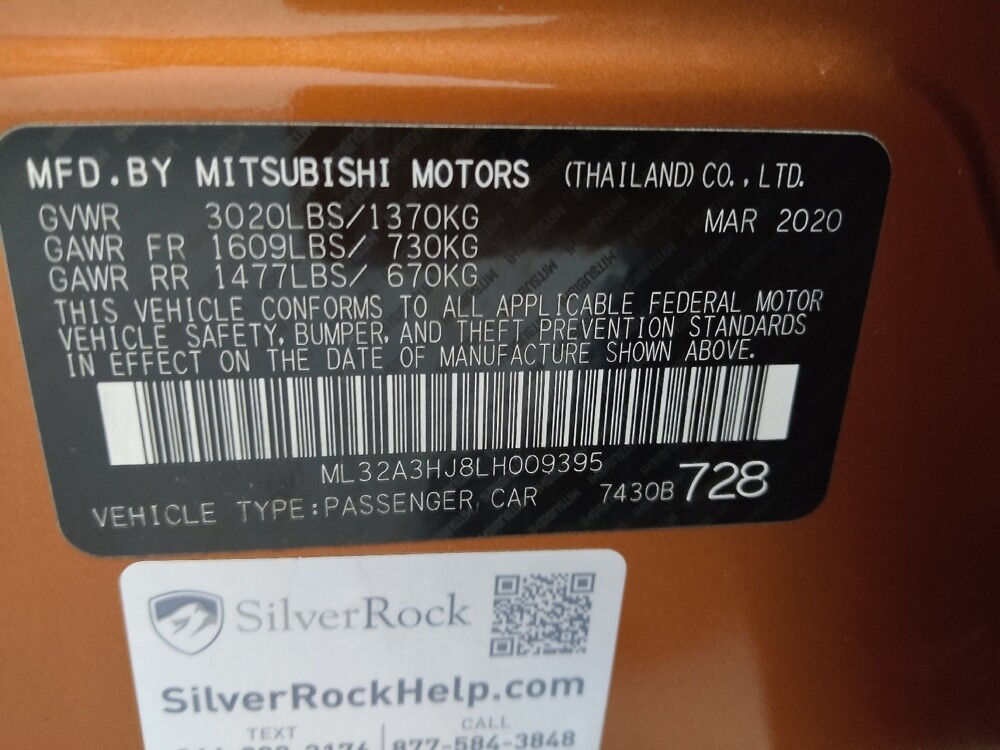 MFD.BY MITSUBISHI MOTORS (THAILAND) CO.,LTD.
GVWR 3020LBS/1370KG MAR 2020
GAWR FR 1609LBS/ 730KG
GAWR RR 1477LBS/ 670KG
THIS VEHICLE CONFORMS TO ALL APPLICABLE FEDERAL MOTOR
VEHICLE SAFETY, BUMPER, AND THEFT PREVENTION STANDARDS
IN EFFECT ON THE DATE OF MANUFACTURE SHOWN ABOVE.
ML32A3HJ8LH009395
VEHICLE TYPE:PASSENGER CAR 7430B 728
SilverRock
SilverRockHelp.com
TEXT CALL
877-584-3848